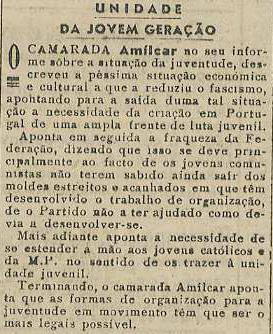 UNIDADE
DA JOVEM GERAÇÃO
O CAMARADA Amílcar no seu infor-
me sôbre a situação da juventude, des-
creveu a péssima situação económica
e cultural a que a reduziu o fascismo,
apontando para a saída duma tal situa-
ção a necessidade da criação em Portu-
gal de uma ampla frente de luta juvenil.
Aponta em seguida a fraqueza da Fe-
deração, dizendo que isso se deve prin-
cipalmente ao facto de os jovens comu-
nistas não terem sabido ainda sair dos
moldes estreitos e acanhados em que têm
desenvolvido o trabalho de organização,
de o Partido não a ter ajudado como de-
via a desenvolver-se.
Mais adiante aponta a necessidade de
se estender a mão aos jovens católicos e
da M.P. no sentido de os trazer à uni-
dade juvenil.
Terminando, o camarada Amílcar apon-
ta que as formas de organização para a
juventude em movimento têm que ser o
mais legais possível.